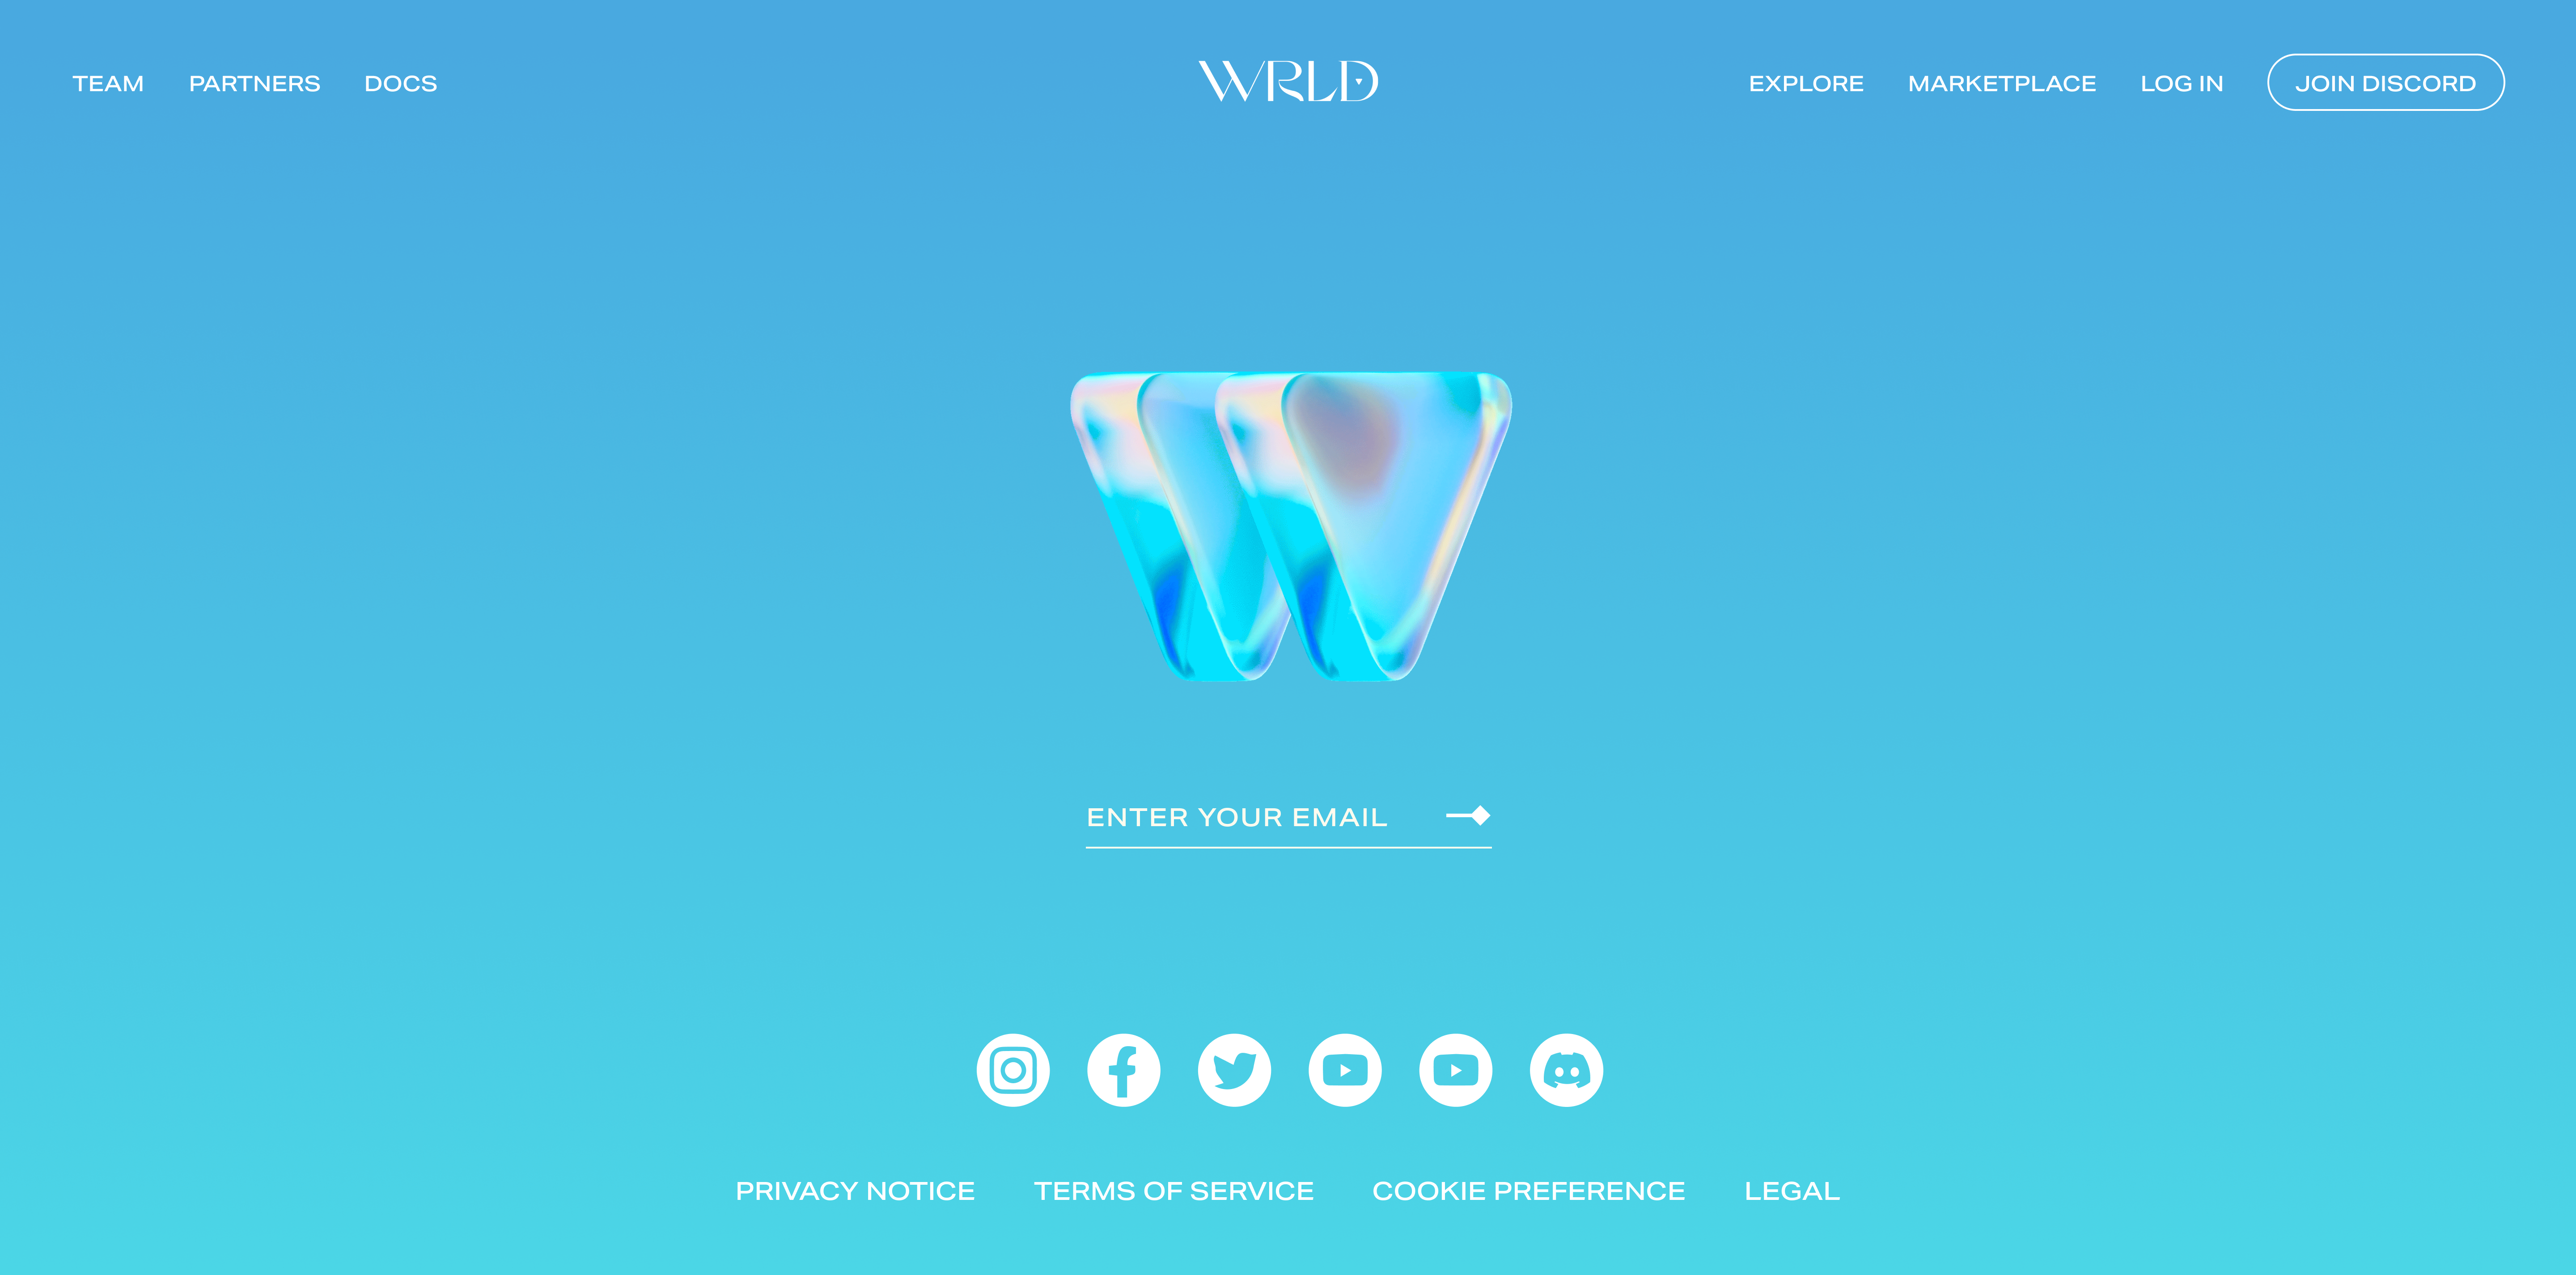 TEAM PARTNERS DOCS WRLD EXPLORE MARKETPLACE LOG IN JOIN DISCORD
ENTER YOUR EMAIL
PRIVACY NOTICE TERMS OF SERVICE COOKIE PREFERENCE LEGAL